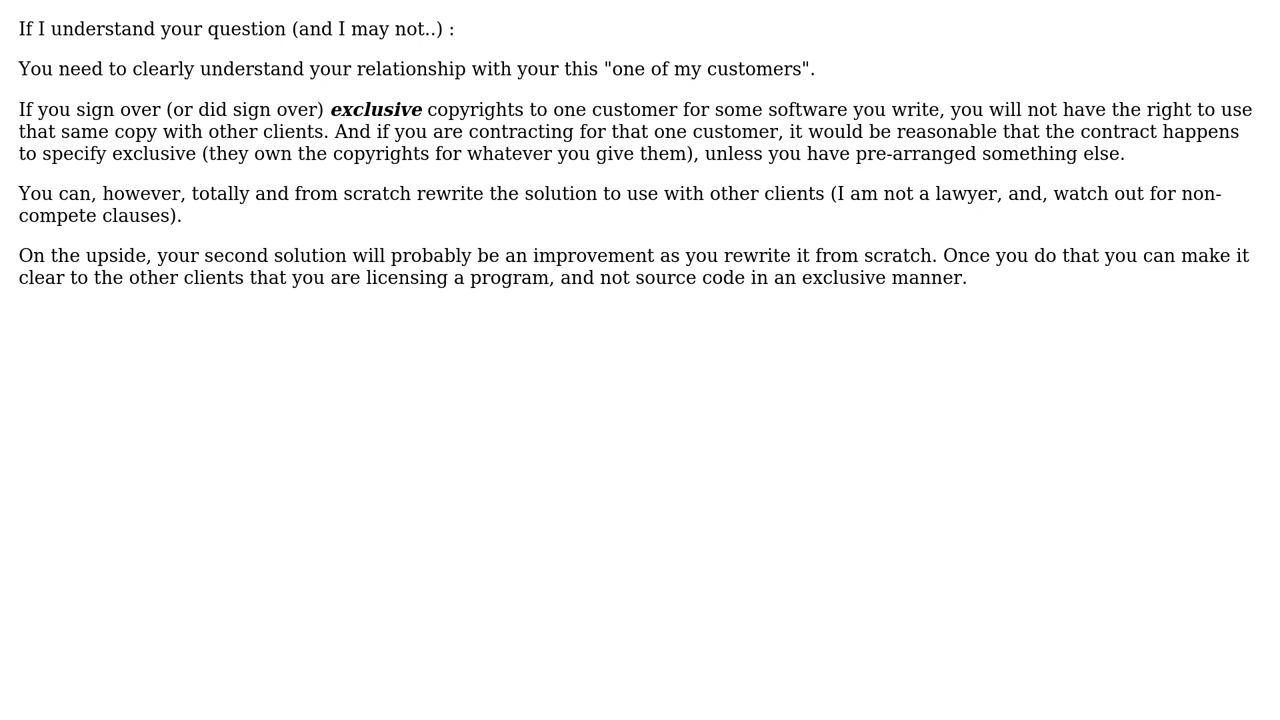 If I understand your question (and I may not..) :
You need to clearly understand your relationship with your this "one of my customers".
If you sign over (or did sign over) exclusive copyrights to one customer for some software you write, you will not have the right to use
that same copy with other clients. And if you are contracting for that one customer, it would be reasonable that the contract happens
to specify exclusive (they own the copyrights for whatever you give them), unless you have pre-arranged something else.
You can, however, totally and from scratch rewrite the solution to use with other clients (I am not a lawyer, and, watch out for non-
compete clauses).
On the upside, your second solution will probably be an improvement as you rewrite it from scratch. Once you do that you can make it
clear to the other clients that you are licensing a program, and not source code in an exclusive manner.